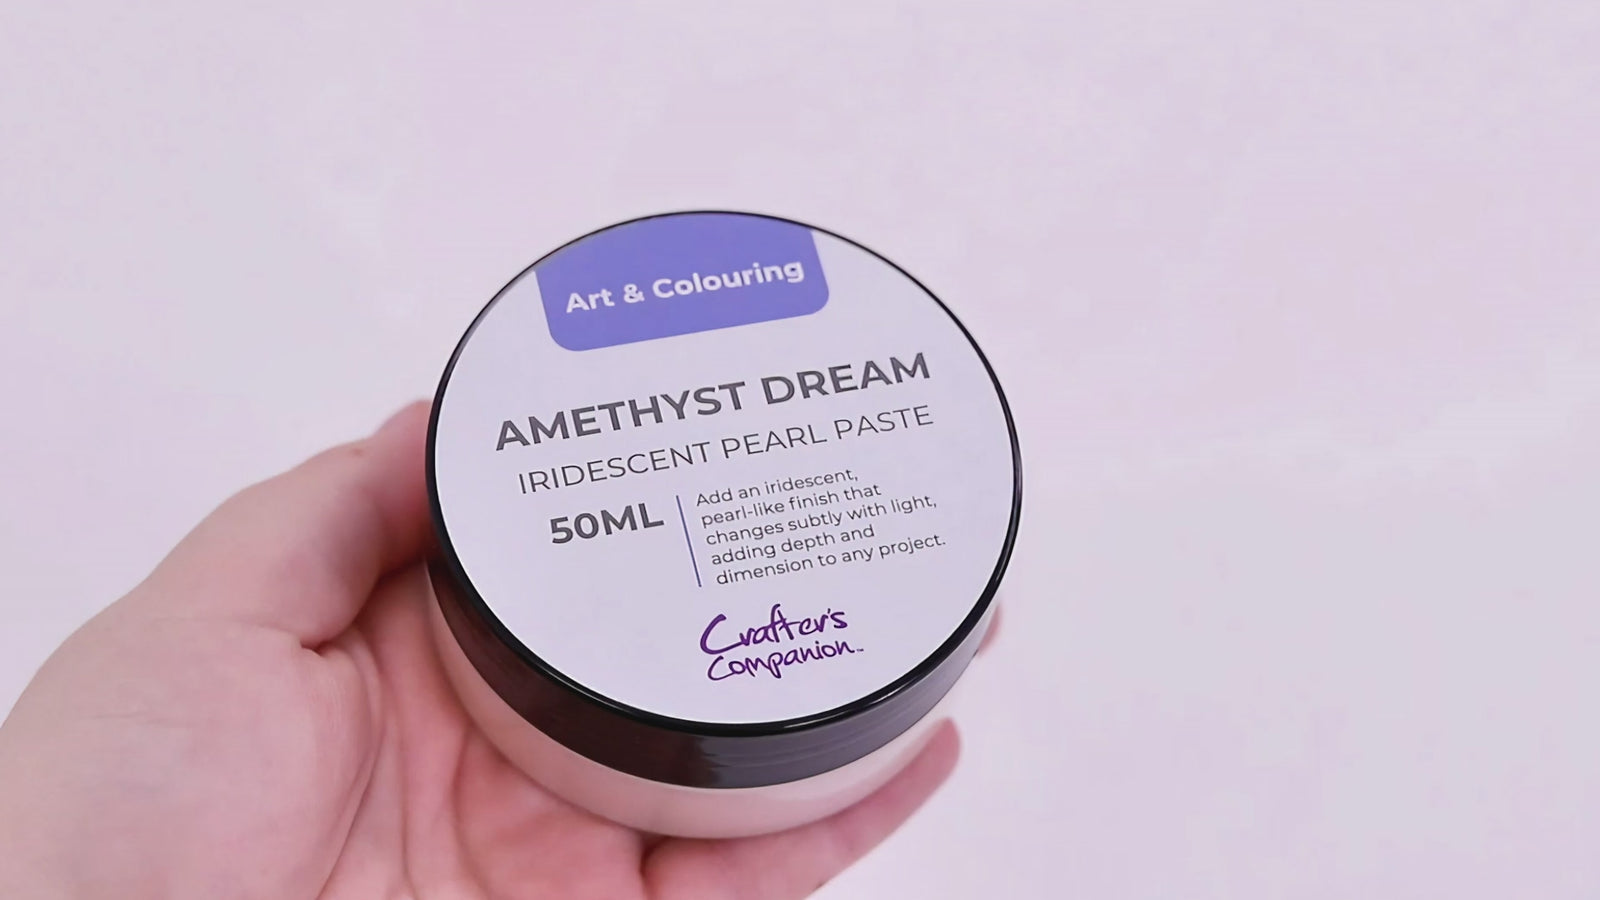 Art & Colouring
AMETHYST DREAM
IRIDESCENT PEARL PASTE
50ML
Add an iridescent,
pearl-like finish that
changes subtly with light,
adding depth and
dimension to any project.
Crafter's
Companion™